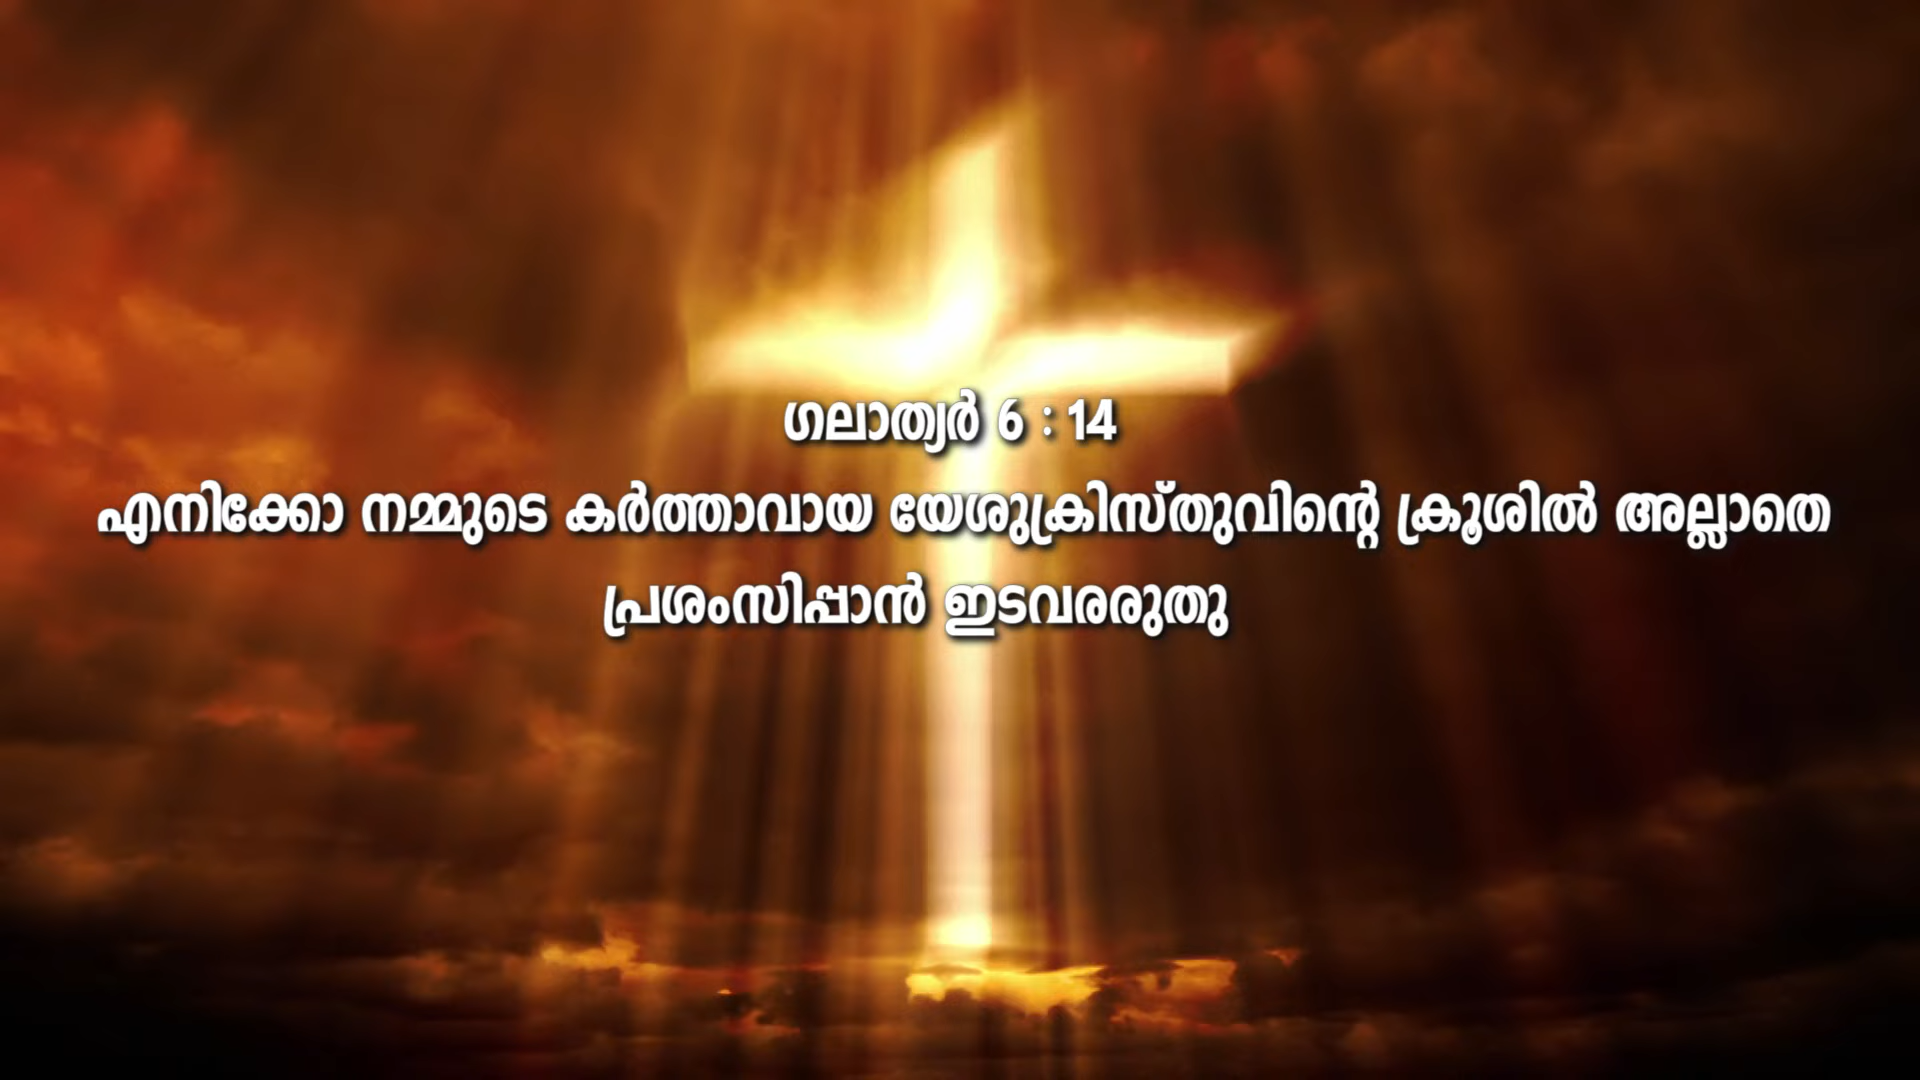 ഗലാത്യർ 6 : 14
എനിക്കോ നമ്മുടെ കർത്താവായ യേശുക്രിസ്തുവിന്റെ ക്രൂശിൽ അല്ലാതെ
പ്രശംസിപ്പാൻ ഇടവരരുതു